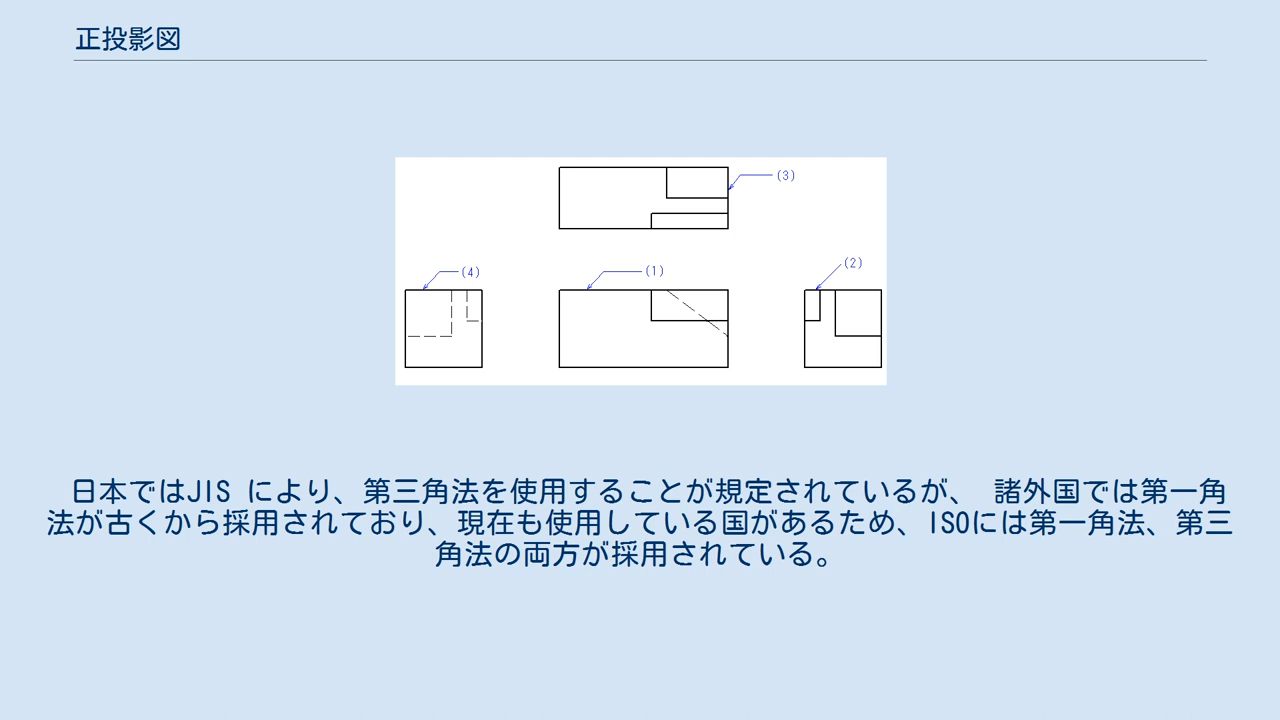 正投影図
(3)
(4)
(1)
(2)
日本ではJIS により、第三角法を使用することが規定されているが、 諸外国では第一角
法が古くから採用されており、現在も使用している国があるため、ISOには第一角法、第三
角法の両方が採用されている。